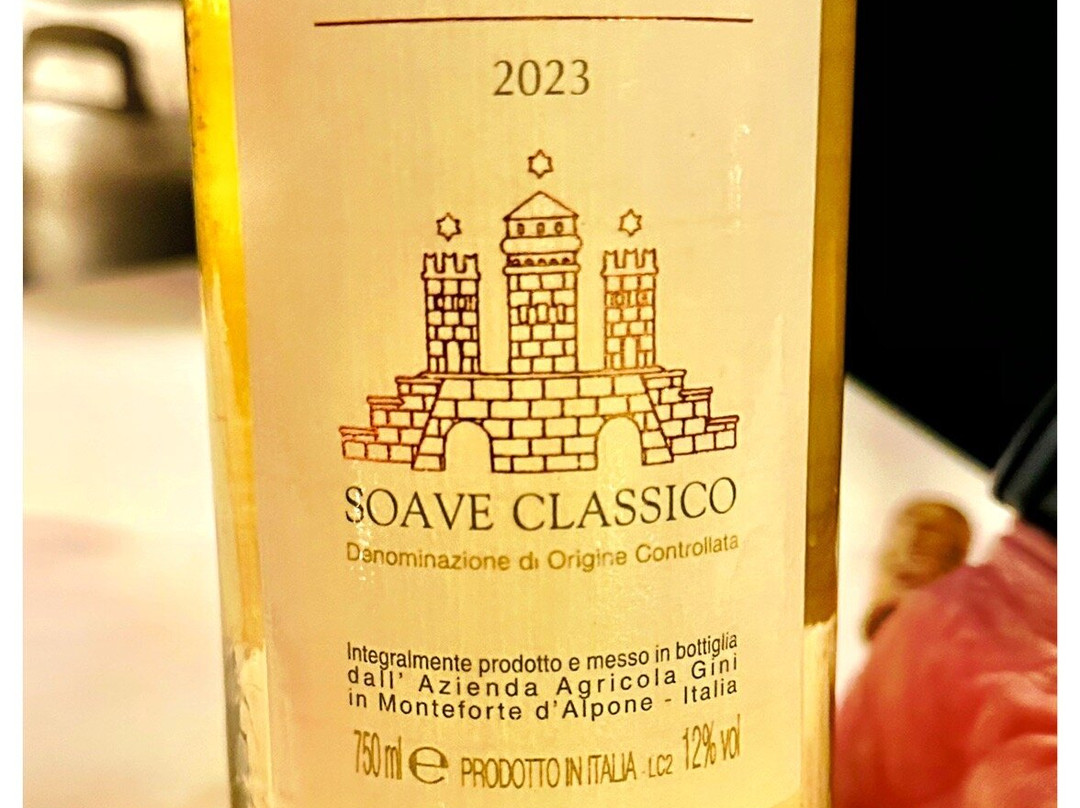 2023
SOAVE CLASSICO
Denominazione di Origine Controllata
Integralmente prodotto e messo in bottiglia
dall' Azienda Agricola Gini
in Monteforte d'Alpone - Italia
750 ml e PRODOTTO IN ITALIA - LC2 12% vol